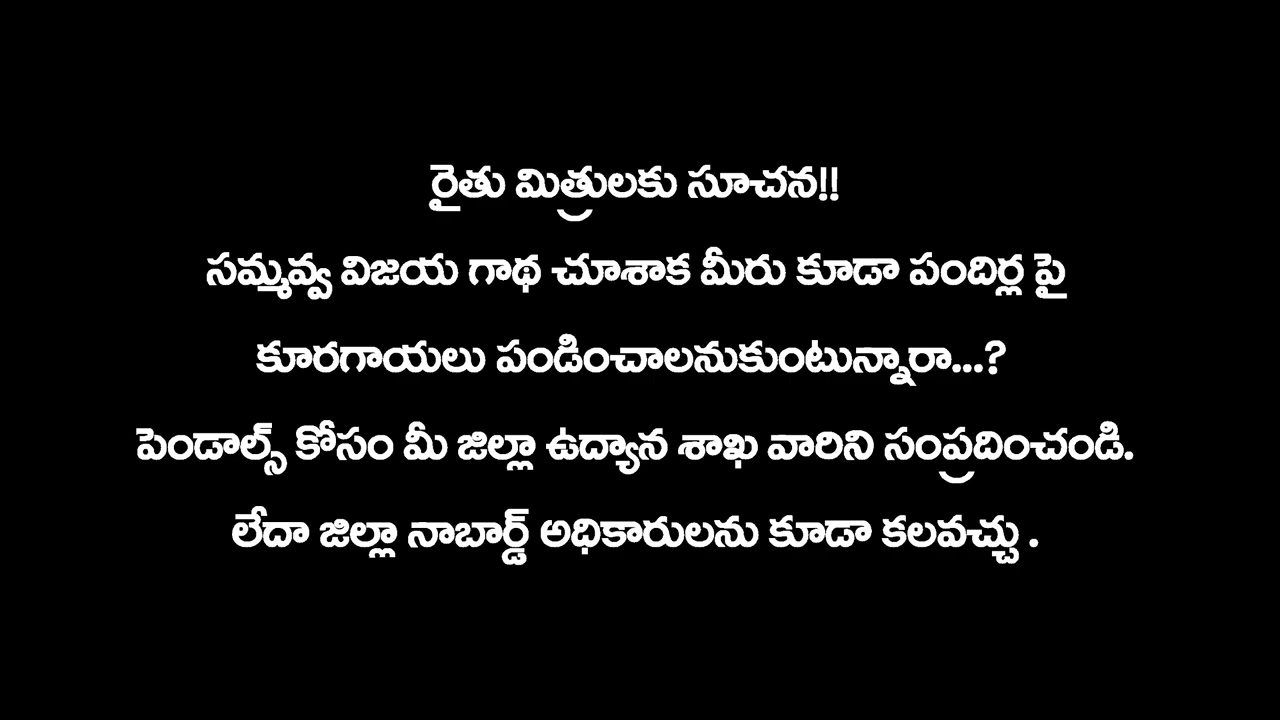 రైతు మిత్రులకు సూచన!!
సమ్మవ్వ విజయ గాథ చూశాక మీరు కూడా పందిర్ల పై
కూరగాయలు పండించాలనుకుంటున్నారా...?
పెండాల్స్ కోసం మీ జిల్లా ఉద్యాన శాఖ వారిని సంప్రదించండి.
లేదా జిల్లా నాబార్డ్ అధికారులను కూడా కలవచ్చు .